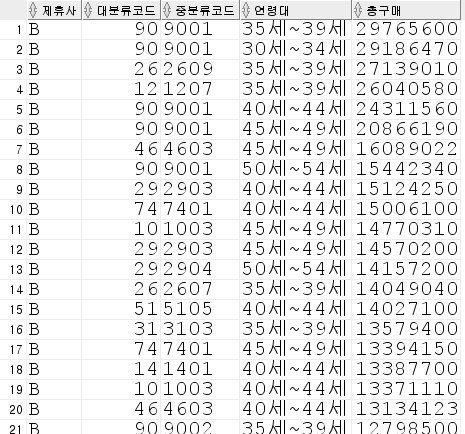 제휴사 대분류코드 중분류코드 연령대 총구매
1 B 90 9001 35세~39세 29765600
2 B 90 9001 30세~34세 29186470
3 B 26 2609 35세~39세 27139010
4 B 12 1207 35세~39세 26040580
5 B 90 9001 40세~44세 24311560
6 B 90 9001 45세~49세 20866190
7 B 46 4603 45세~49세 16089022
8 B 90 9001 50세~54세 15442340
9 B 29 2903 40세~44세 15124250
10 B 74 7401 40세~44세 15006100
11 B 10 1003 45세~49세 14770310
12 B 29 2903 45세~49세 14570200
13 B 29 2904 50세~54세 14157200
14 B 26 2607 35세~39세 14049040
15 B 51 5105 40세~44세 14027100
16 B 31 3103 35세~39세 13579400
17 B 74 7401 45세~49세 13394150
18 B 14 1401 40세~44세 13387700
19 B 10 1003 40세~44세 13371110
20 B 46 4603 40세~44세 13134123
21 B 90 9002 35세~39세 12798500